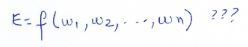 E = f(w₁, w₂, ..., wn) ???